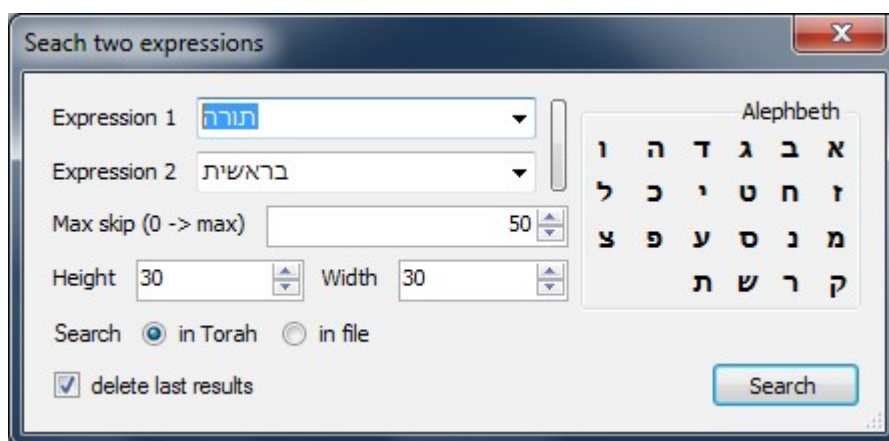 Seach two expressions
Expression 1 תורה
Expression 2 בראשית
Max skip (0 -> max) 50
Height 30 Width 30
Search in Torah in file
delete last results
Alephbeth
א ב ג ד ה ו
ז ח ט י כ ל
מ נ ס ע פ צ
ק ר ש ת
Search